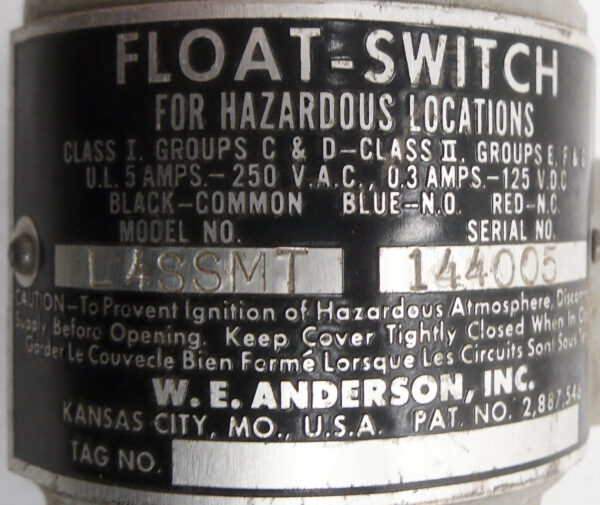 FLOAT-SWITCH
FOR HAZARDOUS LOCATIONS
CLASS I. GROUPS C & D-CLASS II. GROUPS E, F &
U.L. 5 AMPS.-250 V.A.C., 0.3 AMPS-125 V.D.C.
BLACK-COMMON BLUE-N.O. RED-N.C.
MODEL NO. SERIAL NO.
L4SSMT 144005
CAUTION-To Prevent Ignition of Hazardous Atmosphere,
Supply Before Opening. Keep Cover Tightly Closed When In
Garder Le Couvecle Bien Formé Lorsque Les Circuits Sont Sous
W. E. ANDERSON, INC.
KANSAS CITY, MO., U.S.A. PAT. NO. 2,887,546
TAG NO.